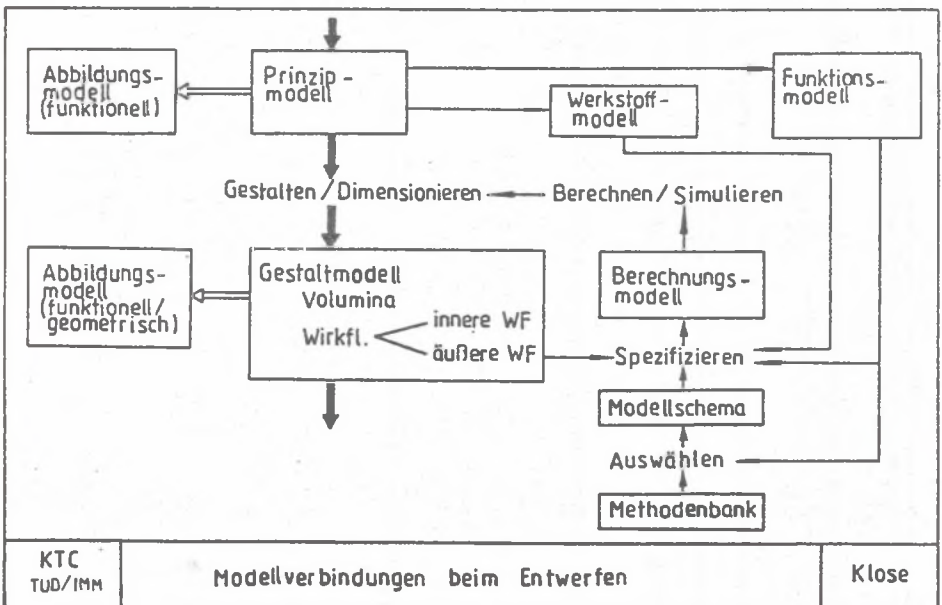 Abbildungs-
modell
(funktionell)
Prinzip-
modell
Werkstoff-
modell
Funktions-
modell
Gestalten / Dimensionieren
Berechnen / Simulieren
Abbildungs-
modell
(funktionell/
geometrisch)
Gestaltmodell
Volumina
Wirkfl.
innere WF
äußere WF
Berechnungs-
modell
Spezifizieren
Modellschema
Auswählen
Methodenbank
KTC
TUD/IMM
Modellverbindungen beim Entwerfen
Klose